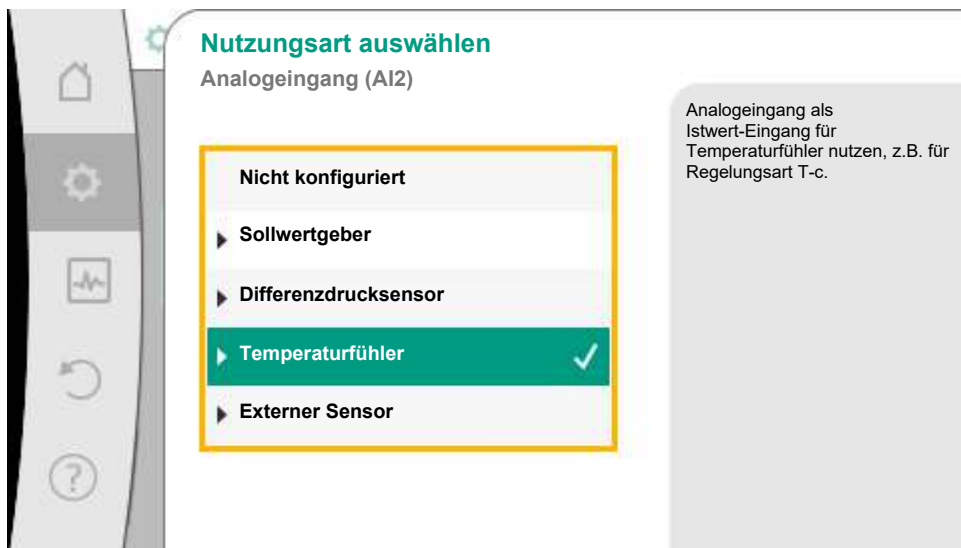 Nutzungsart auswählen
Analogeingang (AI2)
Nicht konfiguriert
Sollwertgeber
Differenzdrucksensor
Temperaturfühler
Externer Sensor
Analogeingang als
Istwert-Eingang für
Temperaturfühler nutzen, z.B. für
Regelungsart T-c.
?